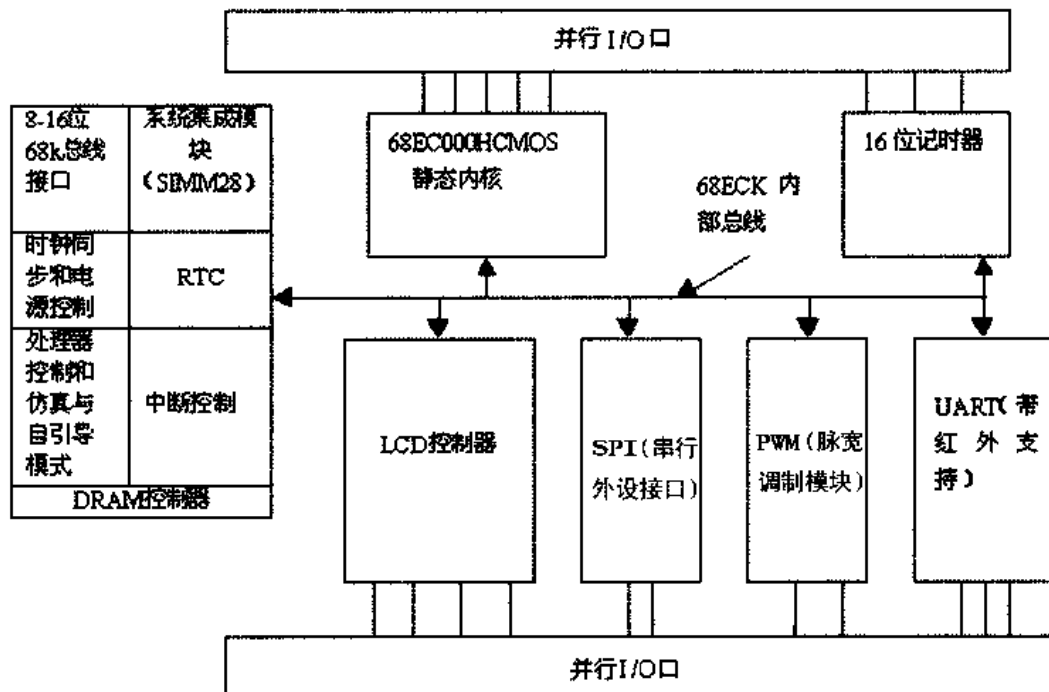 并行I/O口
8-16位
68k总线
接口
系统集成模
块
(SIMM28)
68EC000HCMOS
静态内核
16位记时器
68ECK 内
部总线
时钟同
步和电
源控制
RTC
处理器
控制和
仿真与
自引导
模式
中断控制
DRAM控制器
LCD控制器
SPI(串行
外设接口)
PWM(脉宽
调制模块)
UART(带
红外支
持)
并行I/O口